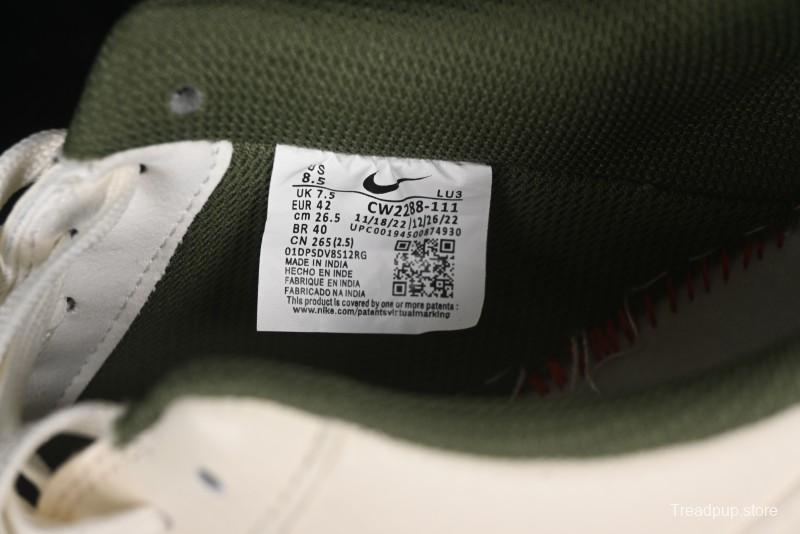 US
8.5
LU3
UK 7.5
EUR 42
CW2288-111
cm 26.5
11/18/22 12/26/22
BR 40
UPC00194500874930
CN 265(2.5)
01DPSDV8S12RG
MADE IN INDIA
HECHO EN INDE
FABRIQUE EN INDIA
FABRICADO NA INDIA
This product is covered by one or more patents :
www.nike.com/patentsvirtualmarking
Treadpup.store